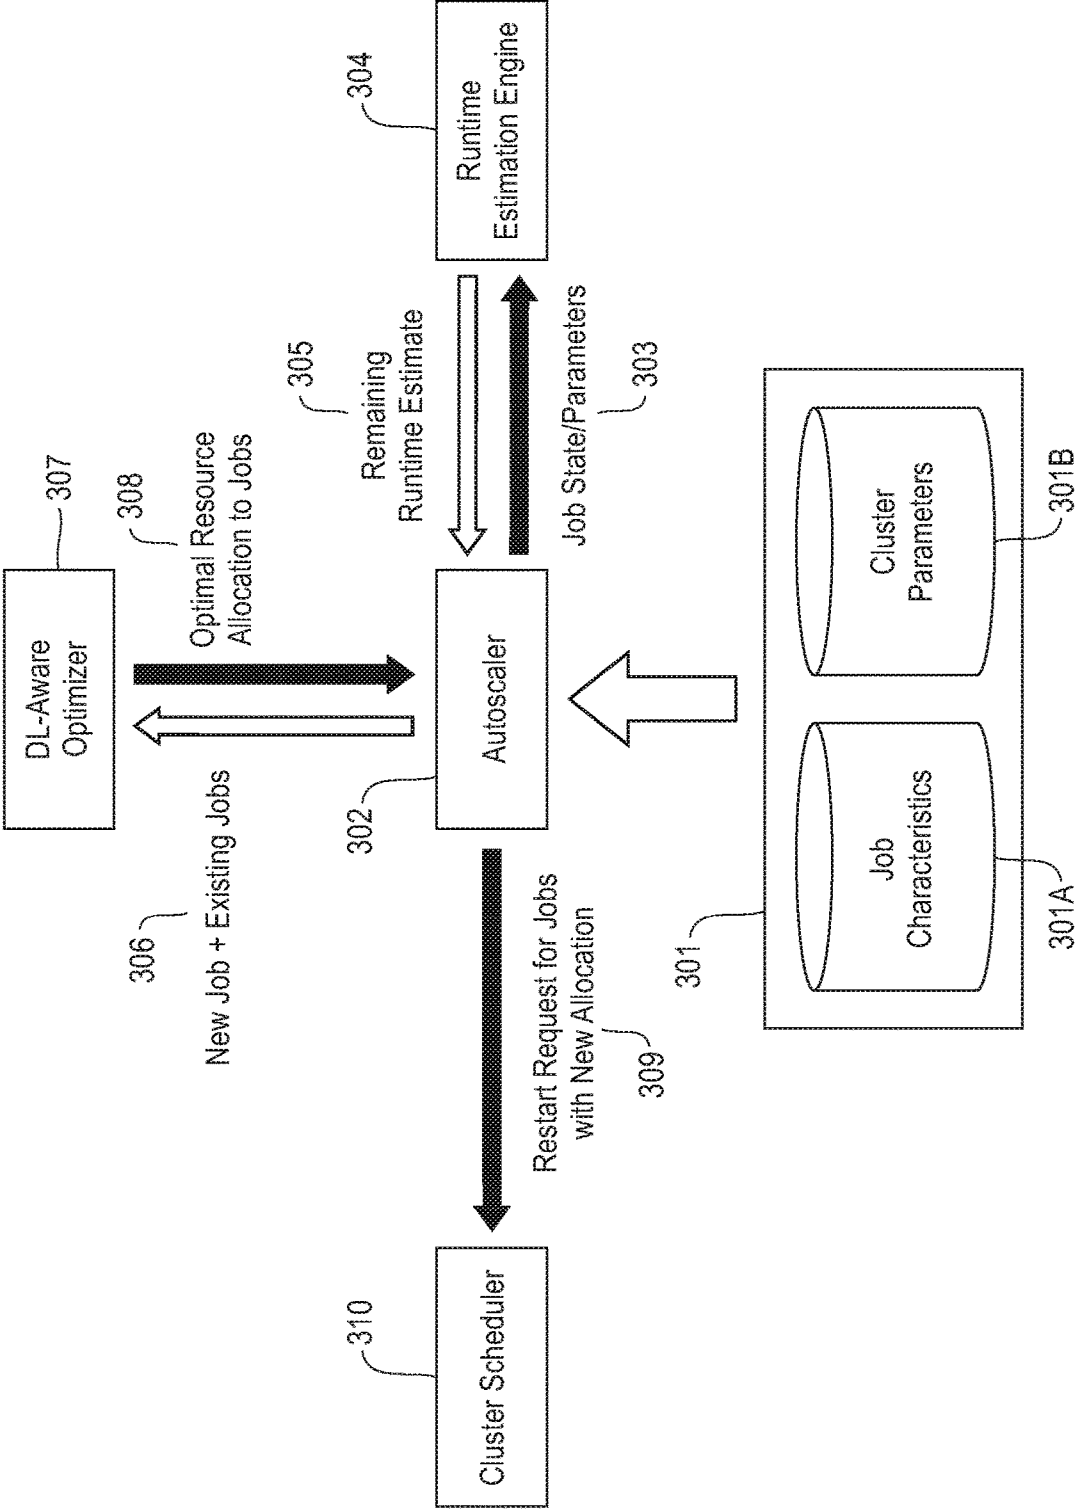 310
Cluster Scheduler
309
Restart Request for Jobs
with New Allocation
306
New Job + Existing Jobs
302
Autoscaler
DL-Aware
Optimizer
307
308
Optimal Resource
Allocation to Jobs
305
Remaining
Runtime Estimate
Job State/Parameters
303
304
Runtime
Estimation Engine
301
Job
Characteristics
301A
Cluster
Parameters
301B